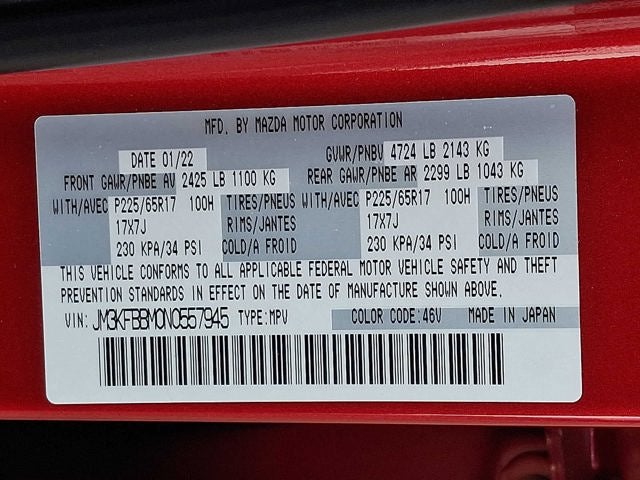 MFD. BY MAZDA MOTOR CORPORATION
DATE 01/22 GVWR/PNBV 4724 LB 2143 KG
FRONT GAWR/PNBE AV 2425 LB 1100 KG REAR GAWR/PNBE AR 2299 LB 1043 KG
WITH/AVEC P225/65R17 100H TIRES/PNEUS WITH/AVEC P225/65R17 100H TIRES/PNEUS
17X7J RIMS/JANTES 17X7J RIMS/JANTES
230 KPA/34 PSI COLD/A FROID 230 KPA/34 PSI COLD/A FROID
THIS VEHICLE CONFORMS TO ALL APPLICABLE FEDERAL MOTOR VEHICLE SAFETY AND THEFT
PREVENTION STANDARDS IN EFFECT ON THE DATE OF MANUFACTURE SHOWN ABOVE.
VIN: JM3KFBBM0N0557945 TYPE:MPV COLOR CODE:46V MADE IN JAPAN